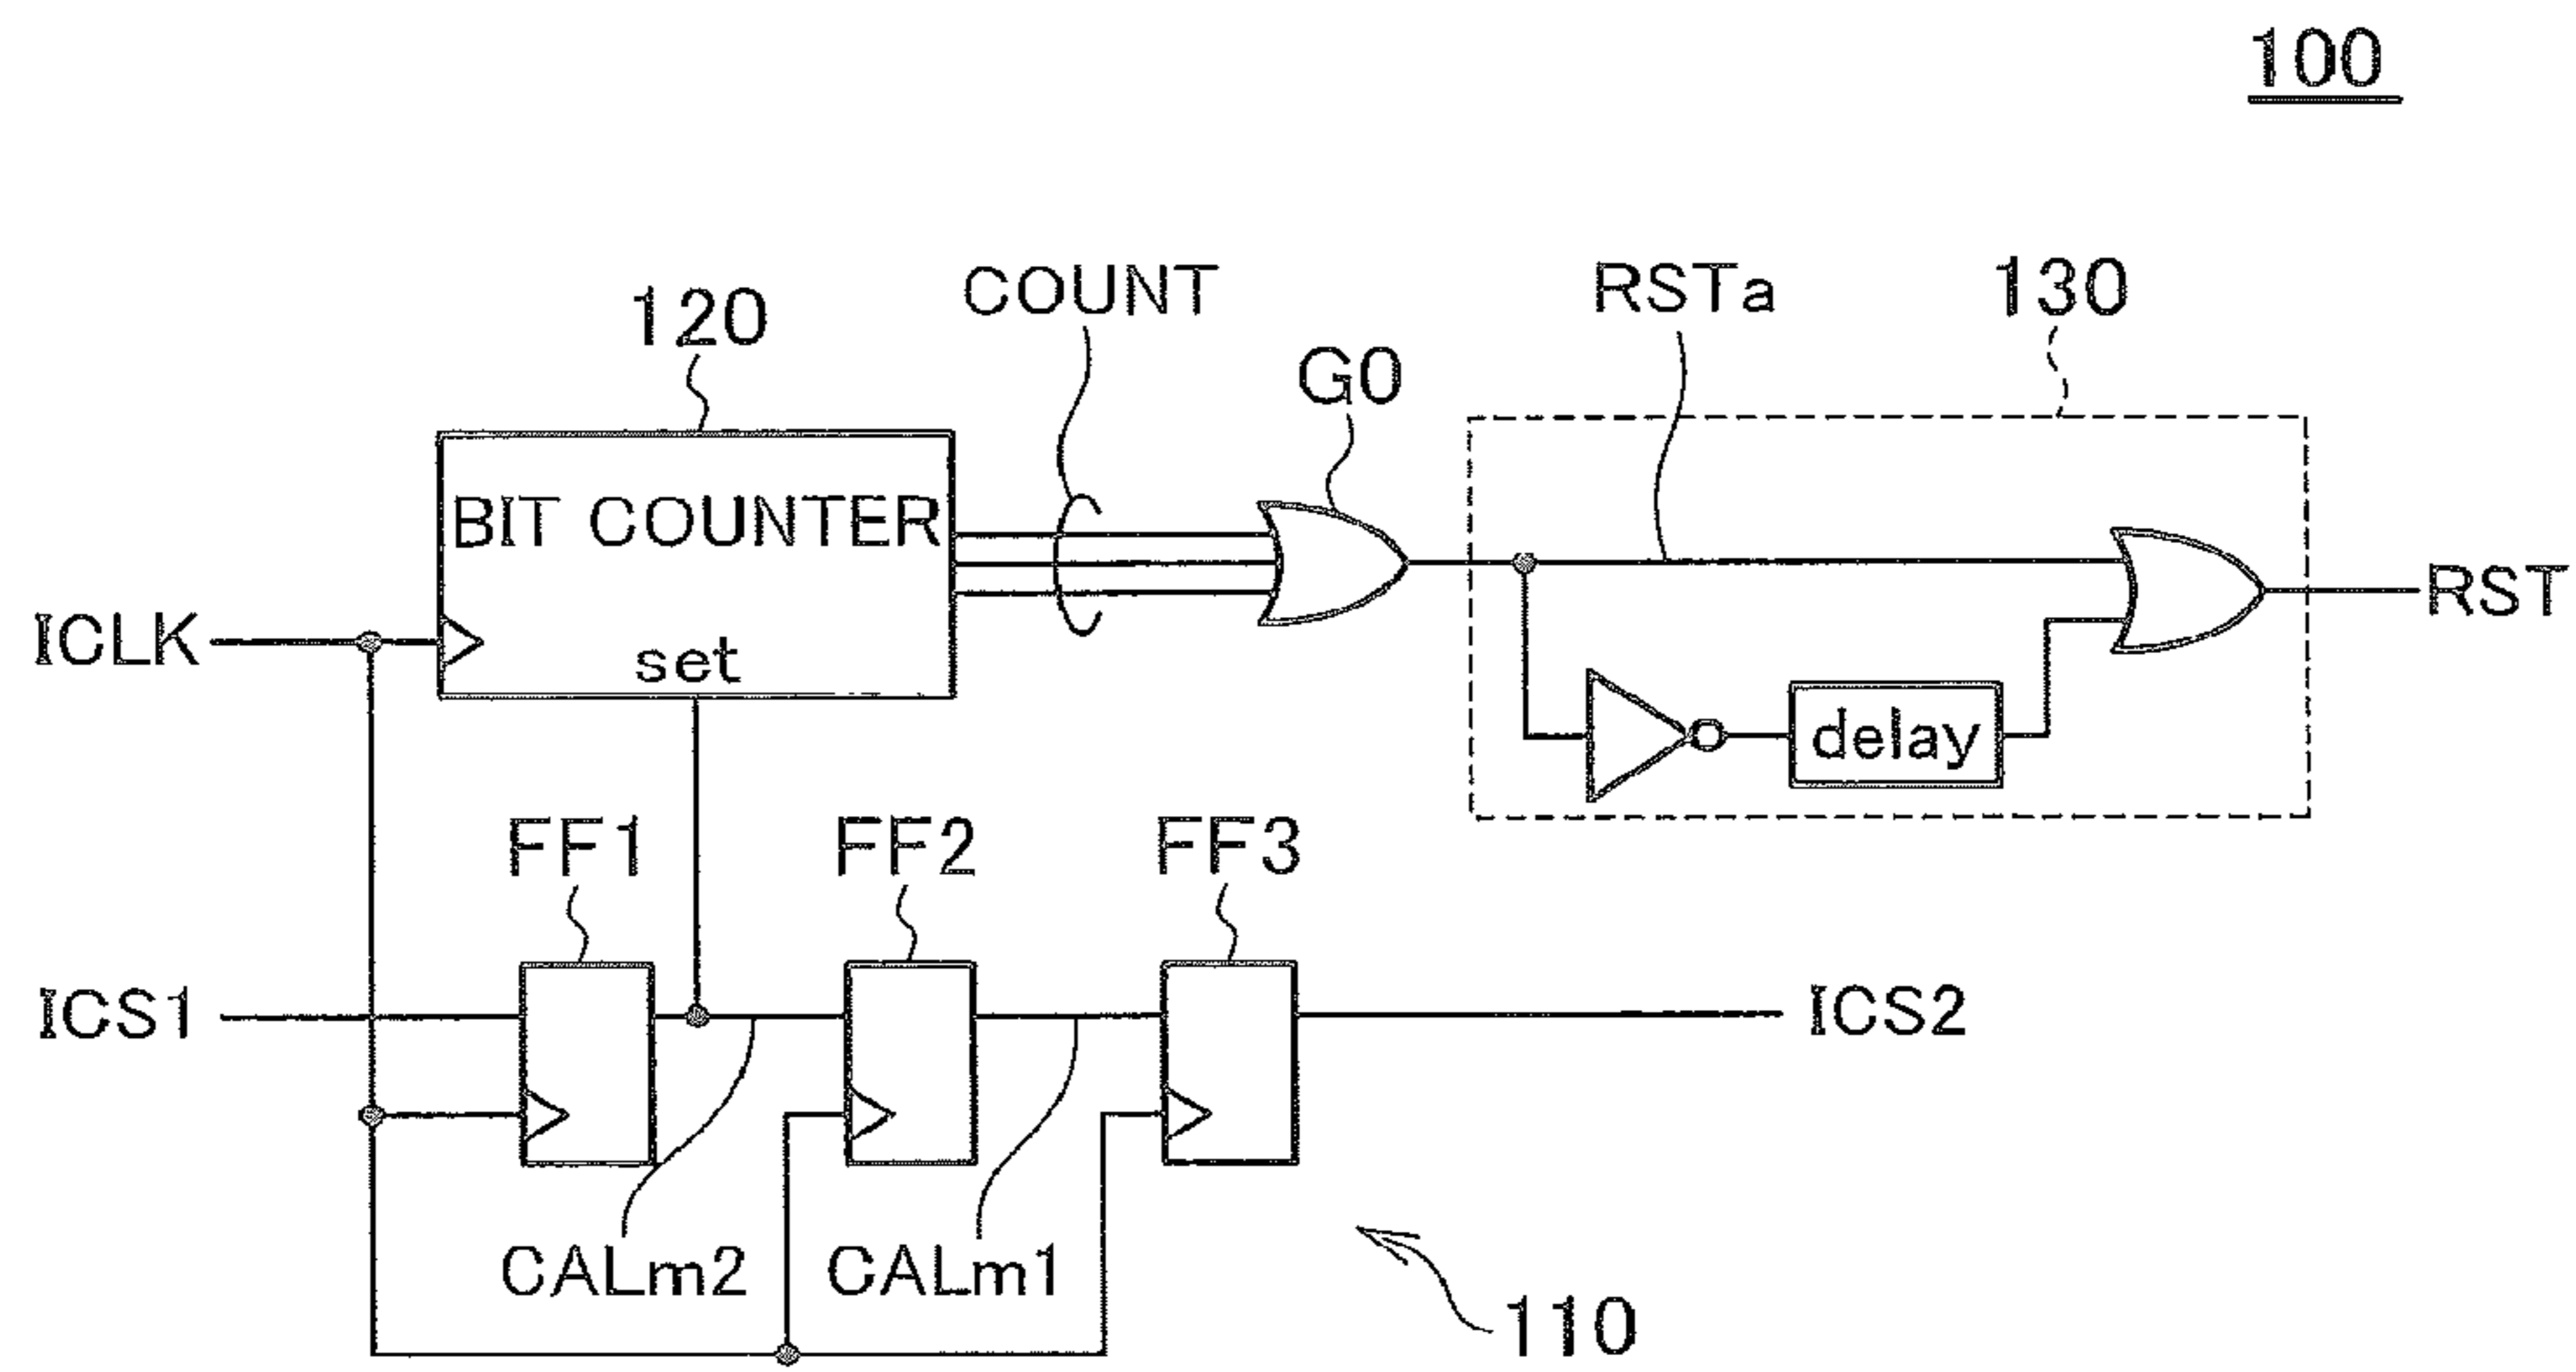 100
120
COUNT
G0
RSTa
130
BIT COUNTER
set
ICLK
RST
delay
FF1
FF2
FF3
ICS1
ICS2
CALm2
CALm1
110